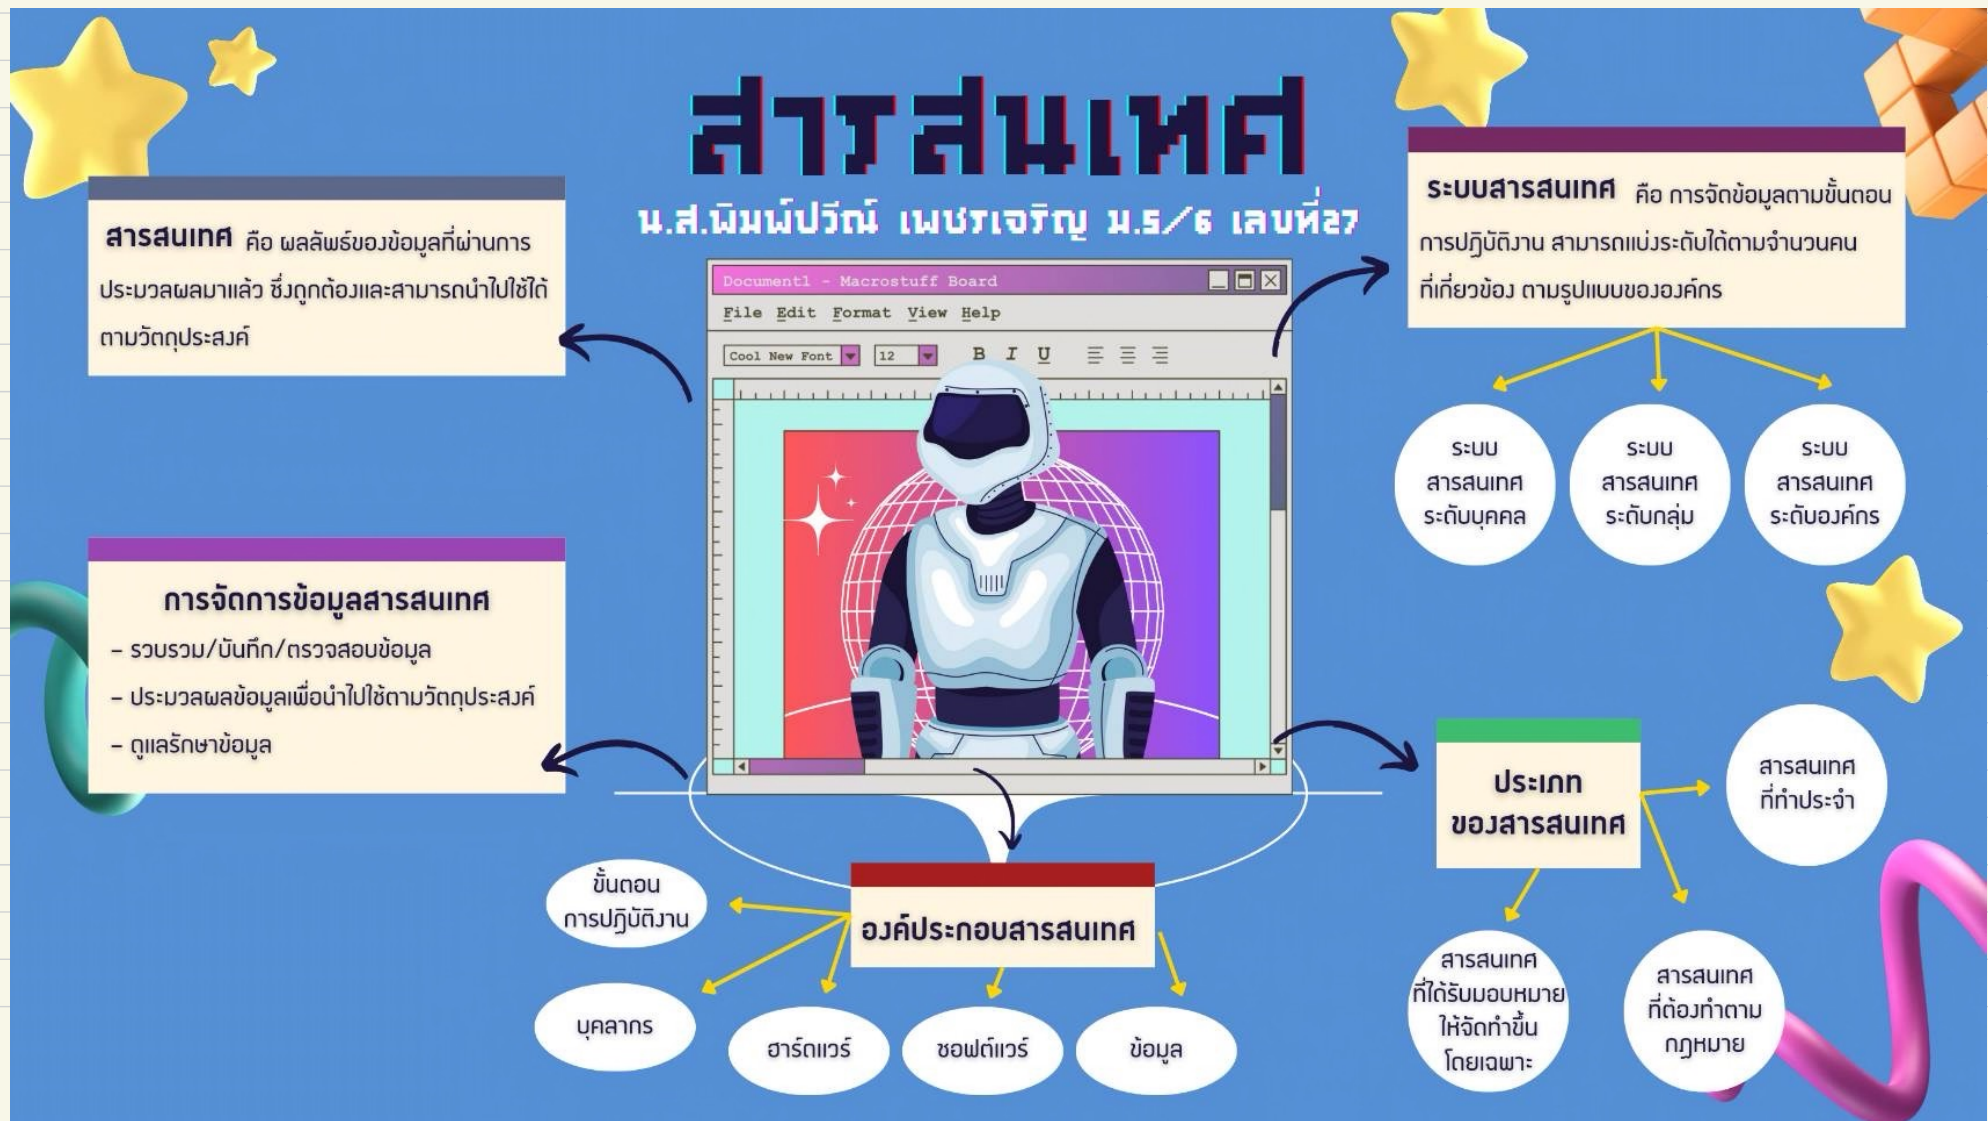 สารสนเทศ
น.ส.พิมพ์ปวีณ์ เพชรเจริญ ม.5/6 เลขที่27
สารสนเทศ คือ ผลลัพธ์ของข้อมูลที่ผ่านการ
ประมวลผลมาแล้ว ซึ่งถูกต้องและสามารถนำไปใช้ได้
ตามวัตถุประสงค์
ระบบสารสนเทศ คือ การจัดข้อมูลตามขั้นตอน
การปฏิบัติงาน สามารถแบ่งระดับได้ตามจำนวนคน
ที่เกี่ยวข้อง ตามรูปแบบขององค์กร
ระบบ
สารสนเทศ
ระดับบุคคล
ระบบ
สารสนเทศ
ระดับกลุ่ม
ระบบ
สารสนเทศ
ระดับองค์กร
Document1 - Macrostuff Board
File Edit Format View Help
Cool New Font 12 B I U
การจัดการข้อมูลสารสนเทศ
- รวบรวม/บันทึก/ตรวจสอบข้อมูล
- ประมวลผลข้อมูลเพื่อนำไปใช้ตามวัตถุประสงค์
- ดูแลรักษาข้อมูล
ประเภท
ของสารสนเทศ
สารสนเทศ
ที่ทำประจำ
สารสนเทศ
ที่ได้รับมอบหมาย
ให้จัดทำขึ้น
โดยเฉพาะ
สารสนเทศ
ที่ต้องทำตาม
กฎหมาย
องค์ประกอบสารสนเทศ
ขั้นตอน
การปฏิบัติงาน
บุคลากร
ฮาร์ดแวร์
ซอฟต์แวร์
ข้อมูล